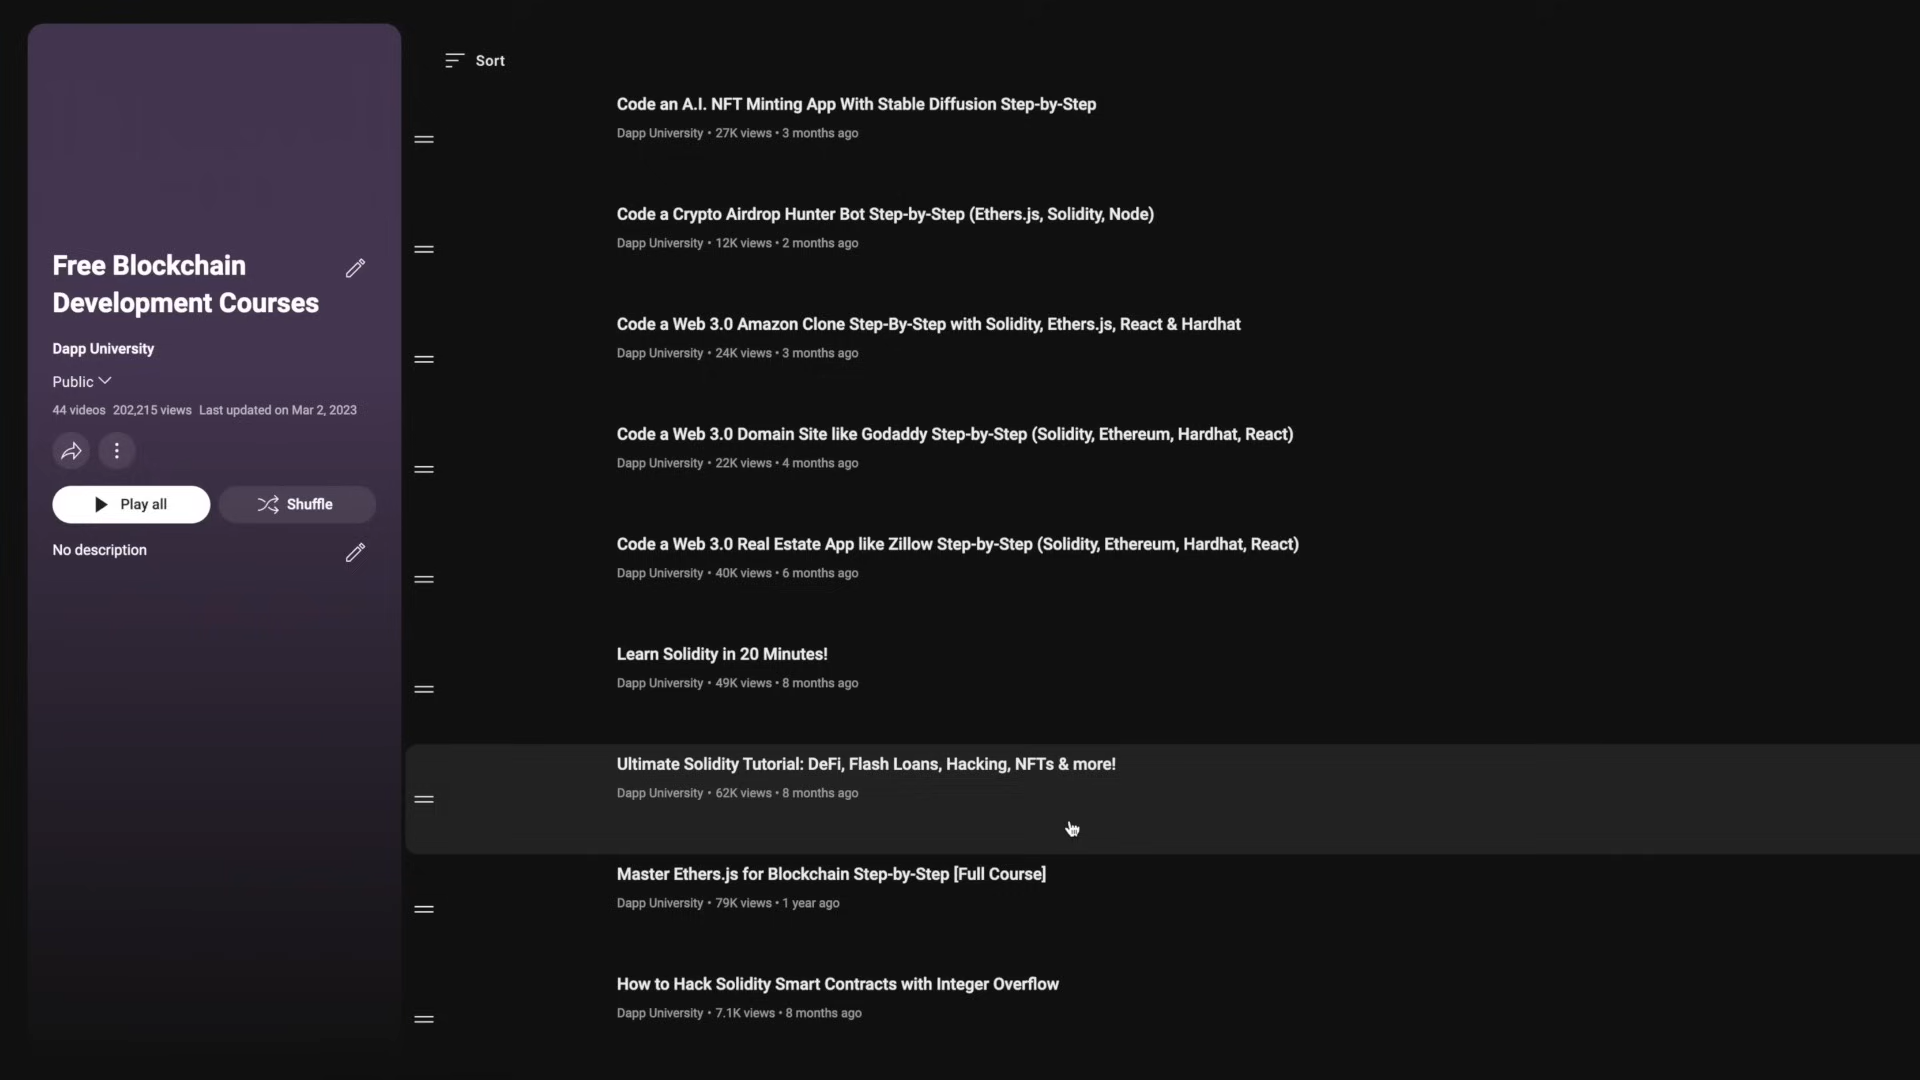 Free Blockchain
Development Courses
Dapp University
Public
44 videos 202,215 views Last updated on Mar 2, 2023
Play all
Shuffle
No description
Sort
Code an A.I. NFT Minting App With Stable Diffusion Step-by-Step
Dapp University • 27K views • 3 months ago
Code a Crypto Airdrop Hunter Bot Step-by-Step (Ethers.js, Solidity, Node)
Dapp University • 12K views • 2 months ago
Code a Web 3.0 Amazon Clone Step-By-Step with Solidity, Ethers.js, React & Hardhat
Dapp University • 24K views • 3 months ago
Code a Web 3.0 Domain Site like Godaddy Step-by-Step (Solidity, Ethereum, Hardhat, React)
Dapp University • 22K views • 4 months ago
Code a Web 3.0 Real Estate App like Zillow Step-by-Step (Solidity, Ethereum, Hardhat, React)
Dapp University • 40K views • 6 months ago
Learn Solidity in 20 Minutes!
Dapp University • 49K views • 8 months ago
Ultimate Solidity Tutorial: DeFi, Flash Loans, Hacking, NFTs & more!
Dapp University • 62K views • 8 months ago
Master Ethers.js for Blockchain Step-by-Step [Full Course]
Dapp University • 79K views • 1 year ago
How to Hack Solidity Smart Contracts with Integer Overflow
Dapp University • 7.1K views • 8 months ago